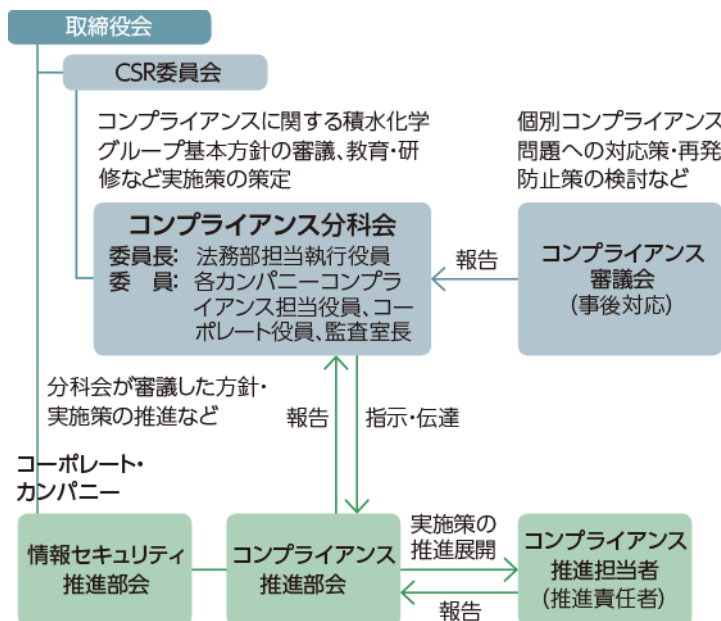 取締役会
CSR委員会
コンプライアンスに関する積水化学
グループ基本方針の審議、教育・研
修など実施策の策定
個別コンプライアンス
問題への対応策・再発
防止策の検討など
コンプライアンス分科会
委員長: 法務部担当執行役員
委　員: 各カンパニーコンプラ
イアンス担当役員、コー
ポレート役員、監査室長
報告
コンプライアンス
審議会
(事後対応)
分科会が審議した方針・
実施策の推進など
報告
指示・伝達
コーポレート・
カンパニー
情報セキュリティ
推進部会
コンプライアンス
推進部会
実施策の
推進展開
報告
コンプライアンス
推進担当者
(推進責任者)